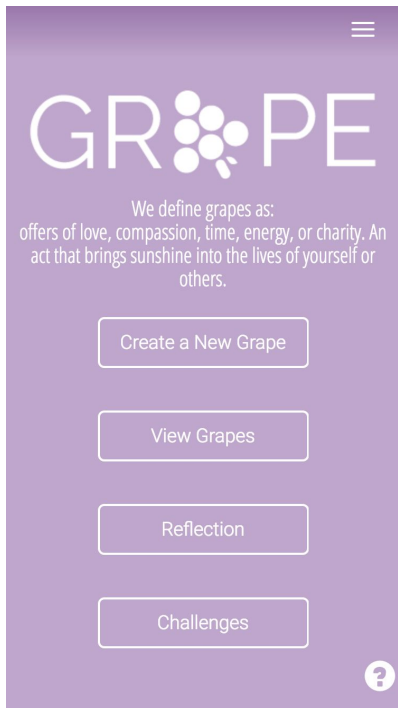 GRAPE
We define grapes as:
offers of love, compassion, time, energy, or charity. An
act that brings sunshine into the lives of yourself or
others.
Create a New Grape
View Grapes
Reflection
Challenges
?